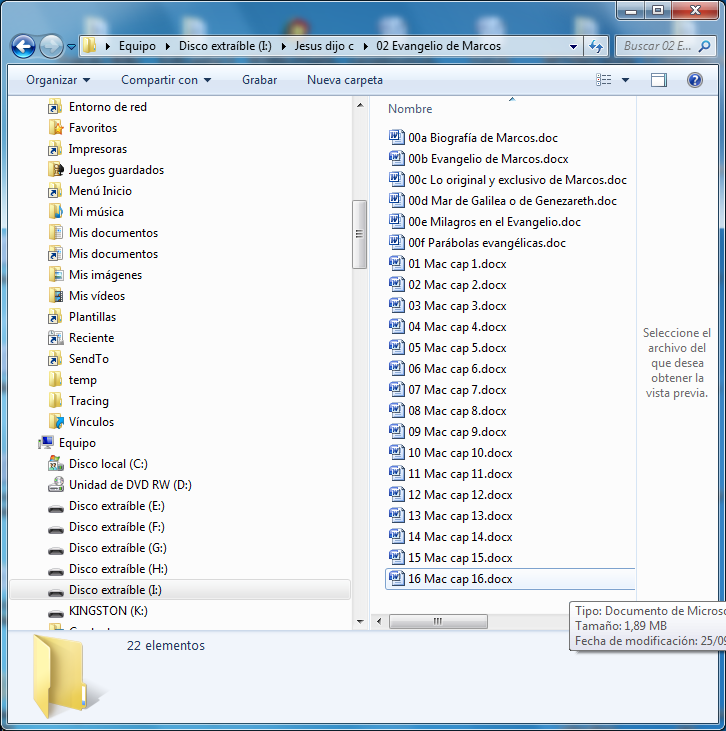 Equipo Disco extraíble (I:) Jesus dijo c 02 Evangelio de Marcos
Buscar 02 E...
Organizar Compartir con Grabar Nueva carpeta
Entorno de red
Favoritos
Impresoras
Juegos guardados
Menú Inicio
Mi música
Mis documentos
Mis documentos
Mis imágenes
Mis vídeos
Plantillas
Reciente
SendTo
temp
Tracing
Vínculos
Equipo
Disco local (C:)
Unidad de DVD RW (D:)
Disco extraíble (E:)
Disco extraíble (F:)
Disco extraíble (G:)
Disco extraíble (H:)
Disco extraíble (I:)
KINGSTON (K:)
Nombre
00a Biografía de Marcos.doc
00b Evangelio de Marcos.docx
00c Lo original y exclusivo de Marcos.doc
00d Mar de Galilea o de Genezareth.doc
00e Milagros en el Evangelio.doc
00f Parábolas evangélicas.doc
01 Mac cap 1.docx
02 Mac cap 2.docx
03 Mac cap 3.docx
04 Mac cap 4.docx
05 Mac cap 5.docx
06 Mac cap 6.docx
07 Mac cap 7.docx
08 Mac cap 8.docx
09 Mac cap 9.docx
10 Mac cap 10.docx
11 Mac cap 11.docx
12 Mac cap 12.docx
13 Mac cap 13.docx
14 Mac cap 14.docx
15 Mac cap 15.docx
16 Mac cap 16.docx
Seleccione el
archivo del
que desea
obtener la
vista previa.
Tipo: Documento de Microso
Tamaño: 1,89 MB
Fecha de modificación: 25/09
22 elementos